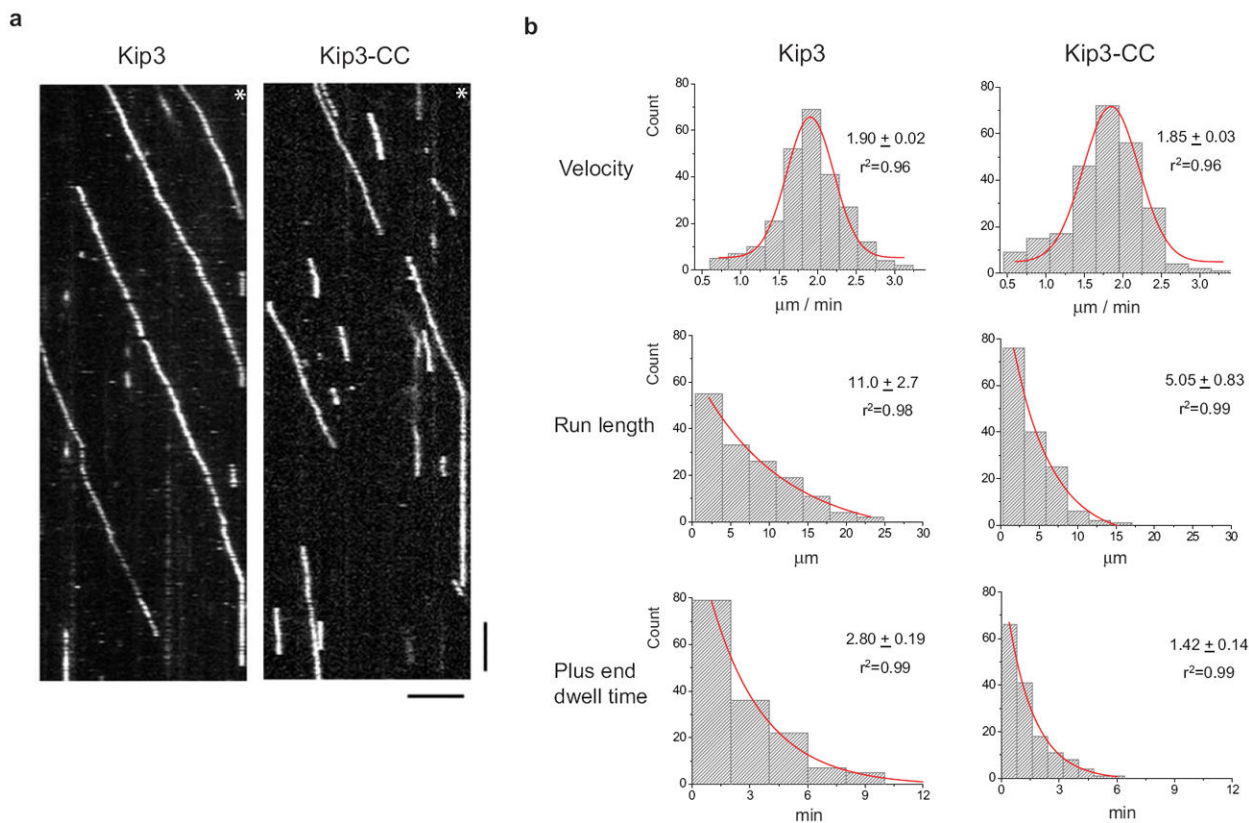 a
Kip3 Kip3-CC
*
*
b
Kip3 Kip3-CC
Velocity
Count
80
60
40
20
0
1.90 ± 0.02
r²=0.96
0.5 1.0 1.5 2.0 2.5 3.0
μm / min
80
60
40
20
0
1.85 ± 0.03
r²=0.96
0.5 1.0 1.5 2.0 2.5 3.0
μm / min
Run length
Count
80
60
40
20
0
11.0 ± 2.7
r²=0.98
0 5 10 15 20 25 30
μm
80
60
40
20
0
5.05 ± 0.83
r²=0.99
0 5 10 15 20 25 30
μm
Plus end
dwell time
Count
80
60
40
20
0
2.80 ± 0.19
r²=0.99
0 3 6 9 12
min
80
60
40
20
0
1.42 ± 0.14
r²=0.99
0 3 6 9 12
min